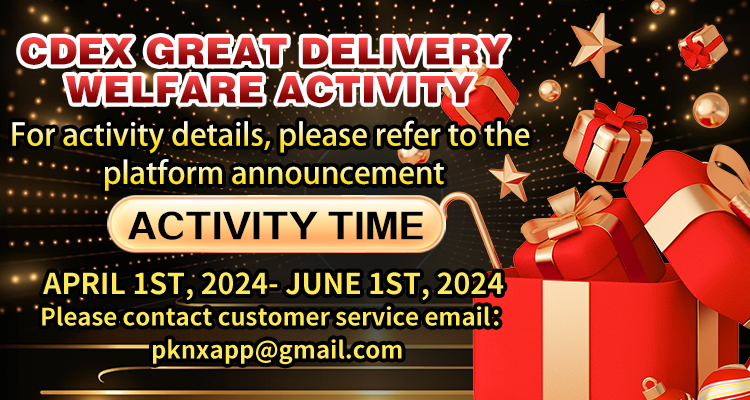 CDEX GREAT DELIVERY
WELFARE ACTIVITY
For activity details, please refer to the
platform announcement
ACTIVITY TIME
APRIL 1ST, 2024- JUNE 1ST, 2024
Please contact customer service email：
pknxapp@gmail.com